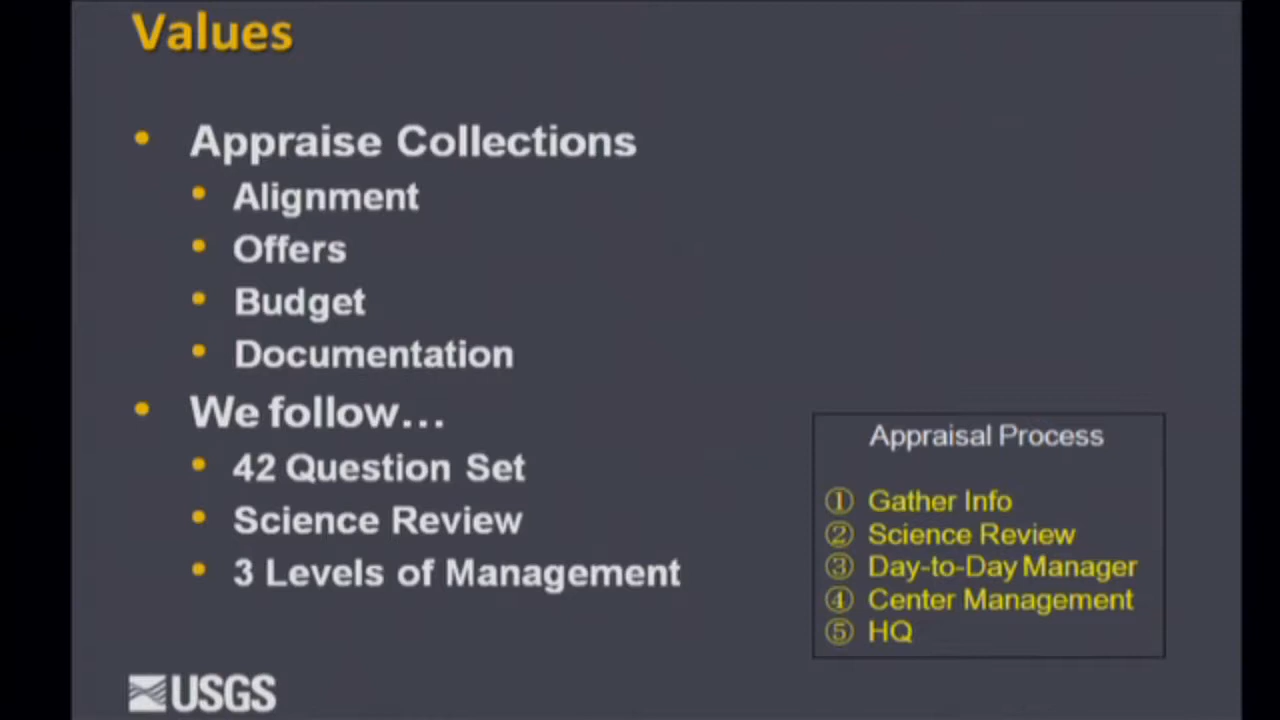 Values
• Appraise Collections
• Alignment
• Offers
• Budget
• Documentation
• We follow…
• 42 Question Set
• Science Review
• 3 Levels of Management
Appraisal Process
① Gather Info
② Science Review
③ Day-to-Day Manager
④ Center Management
⑤ HQ
USGS